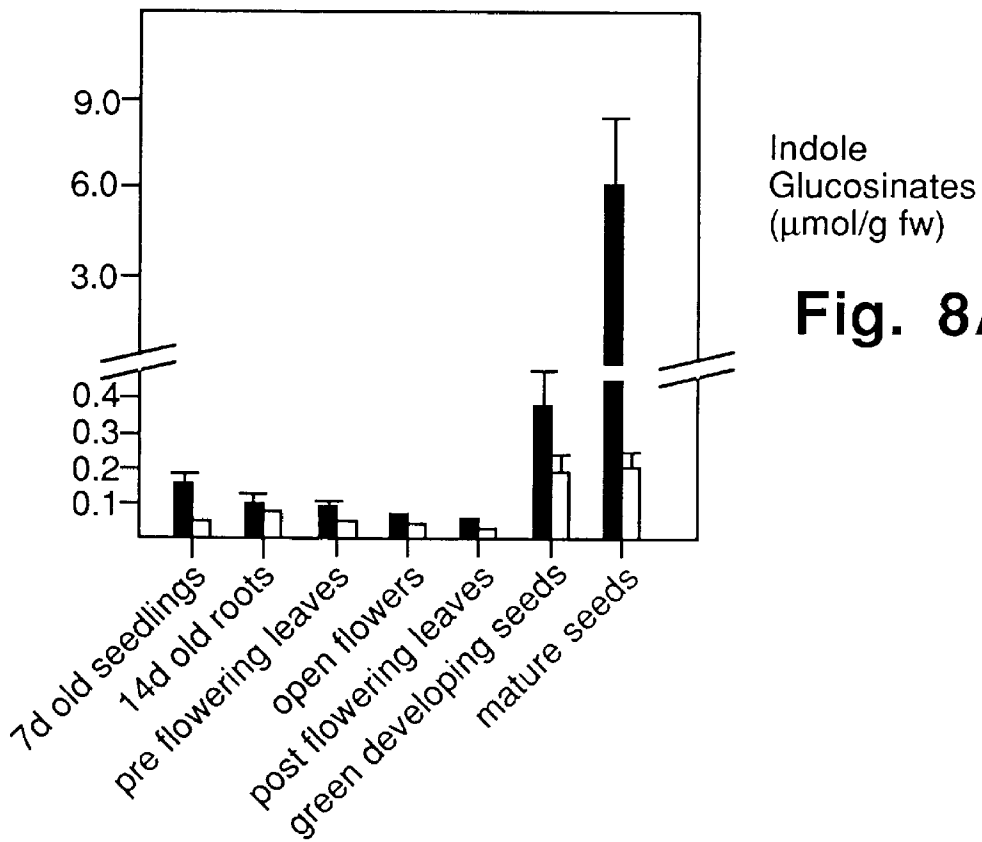 9.0
6.0
3.0
0.4
0.3
0.2
0.1
7d old seedlings
14d old roots
pre flowering leaves
open flowers
post flowering leaves
green developing seeds
mature seeds
Indole
Glucosinates
(μmol/g fw)
Fig. 8A